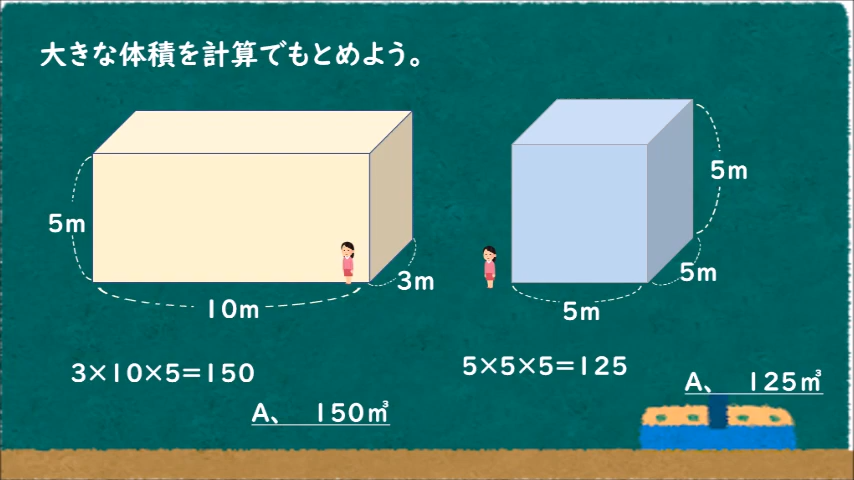 大きな体積を計算でもとめよう。
5m
3m
10m
3×10×5=150
A、 150㎥
5m
5m
5m
5×5×5=125
A、 125㎥